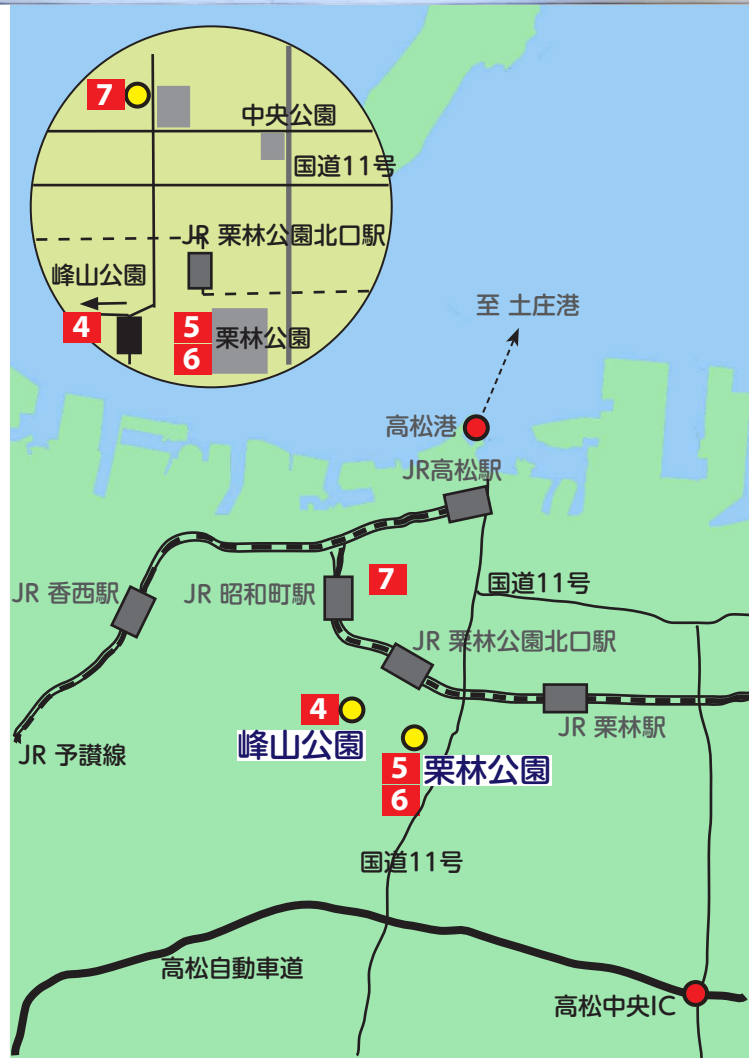 7
中央公園
国道11号
JR 栗林公園北口駅
峰山公園
4
5
栗林公園
6
至 土庄港
高松港
JR高松駅
JR 香西駅
JR 昭和町駅
7
国道11号
JR 栗林公園北口駅
4
峰山公園
JR 栗林駅
JR 予讃線
5
栗林公園
6
国道11号
高松自動車道
高松中央IC